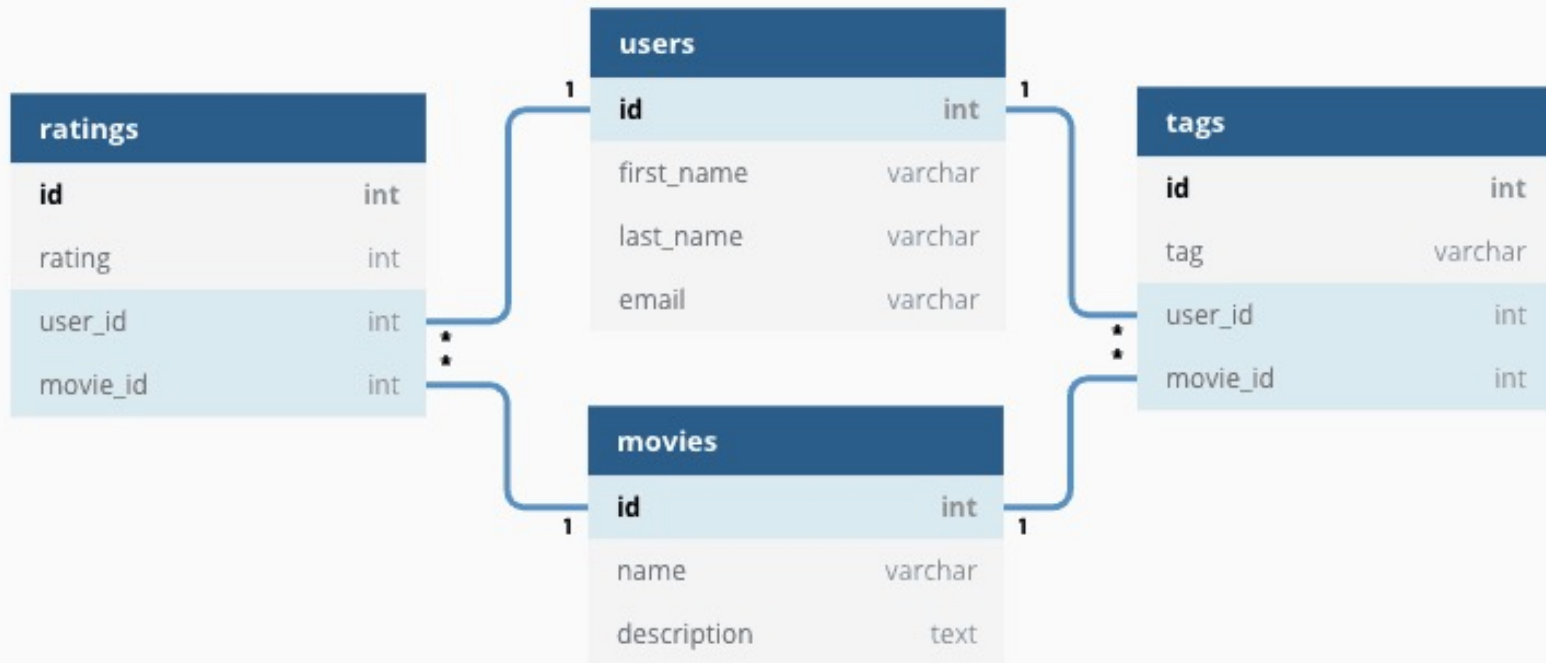 users
1
1
id int
first_name varchar
last_name varchar
email varchar
ratings
id int
rating int
user_id int
*
*
movie_id int
tags
id int
tag varchar
user_id int
*
*
movie_id int
movies
id int
1
1
name varchar
description text